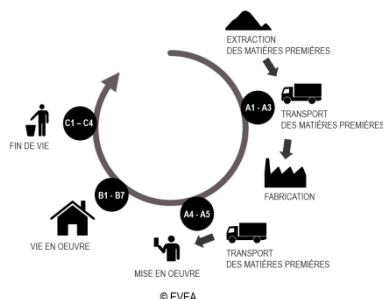 EXTRACTION
DES MATIÈRES PREMIÈRES
A1 – A3
TRANSPORT
DES MATIÈRES PREMIÈRES
FABRICATION
A4 – A5
TRANSPORT
DES MATIÈRES PREMIÈRES
MISE EN OEUVRE
B1 - B7
VIE EN OEUVRE
C1 – C4
FIN DE VIE
© EVEA